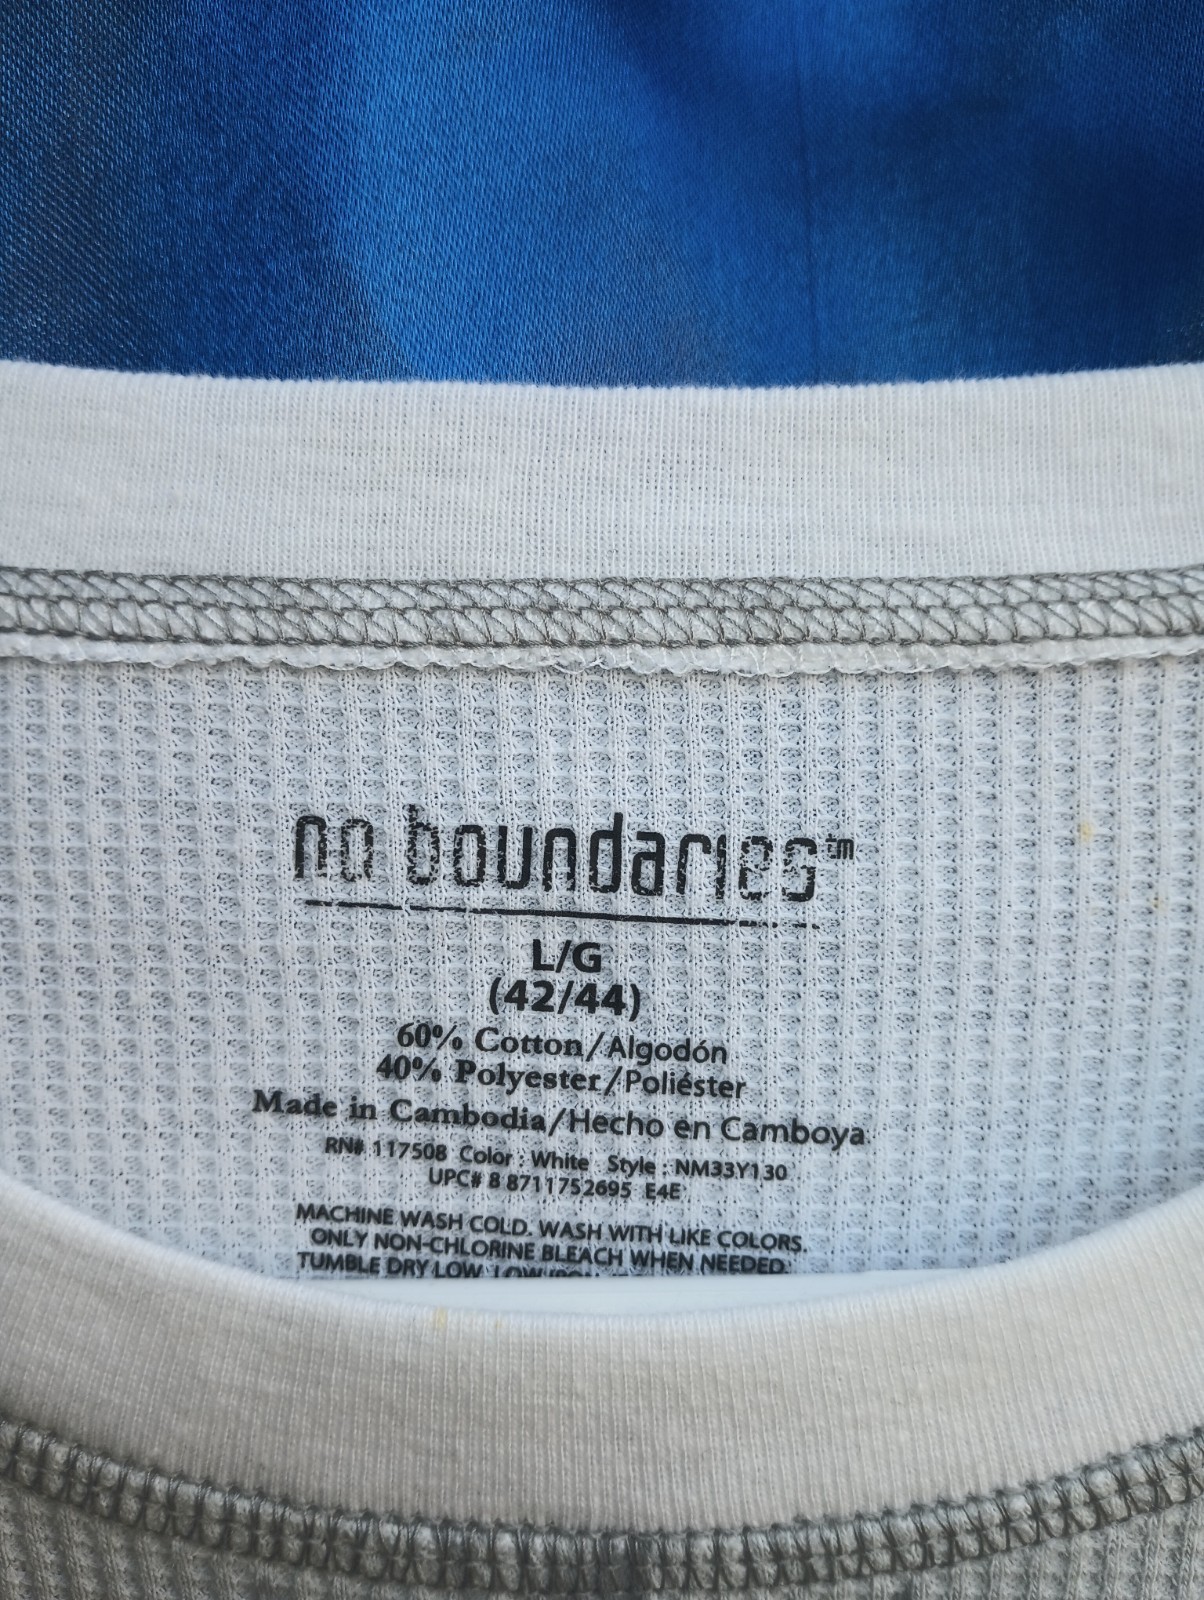 no boundaries™
L/G
(42/44)
60% Cotton/Algodón
40% Polyester/Poliéster
Made in Cambodia/Hecho en Camboya
RN# 117508 Color : White Style : NM33Y130
UPC# 8 8711752695 E4E
MACHINE WASH COLD. WASH WITH LIKE COLORS.
ONLY NON-CHLORINE BLEACH WHEN NEEDED.
TUMBLE DRY LOW. LOW IRON